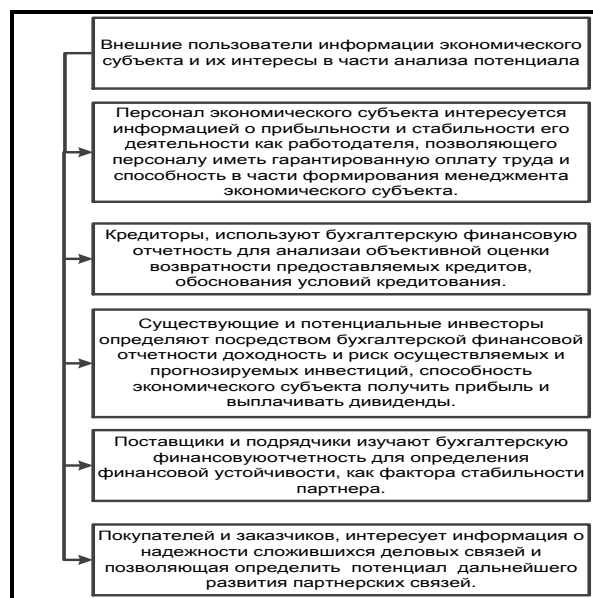 Внешние пользователи информации экономического
субъекта и их интересы в части анализа потенциала
Персонал экономического субъекта интересуется
информацией о прибыльности и стабильности его
деятельности как работодателя, позволяющего
персоналу иметь гарантированную оплату труда и
способность в части формирования менеджмента
экономического субъекта.
Кредиторы, используют бухгалтерскую финансовую
отчетность для анализаи объективной оценки
возвратности предоставляемых кредитов,
обоснования условий кредитования.
Существующие и потенциальные инвесторы
определяют посредством бухгалтерской финансовой
отчетности доходность и риск осуществляемых и
прогнозируемых инвестиций, способность
экономического субъекта получить прибыль и
выплачивать дивиденды.
Поставщики и подрядчики изучают бухгалтерскую
финансовуюотчетность для определения
финансовой устойчивости, как фактора стабильности
партнера.
Покупателей и заказчиков, интересует информация о
надежности сложившихся деловых связей и
позволяющая определить потенциал дальнейшего
развития партнерских связей.